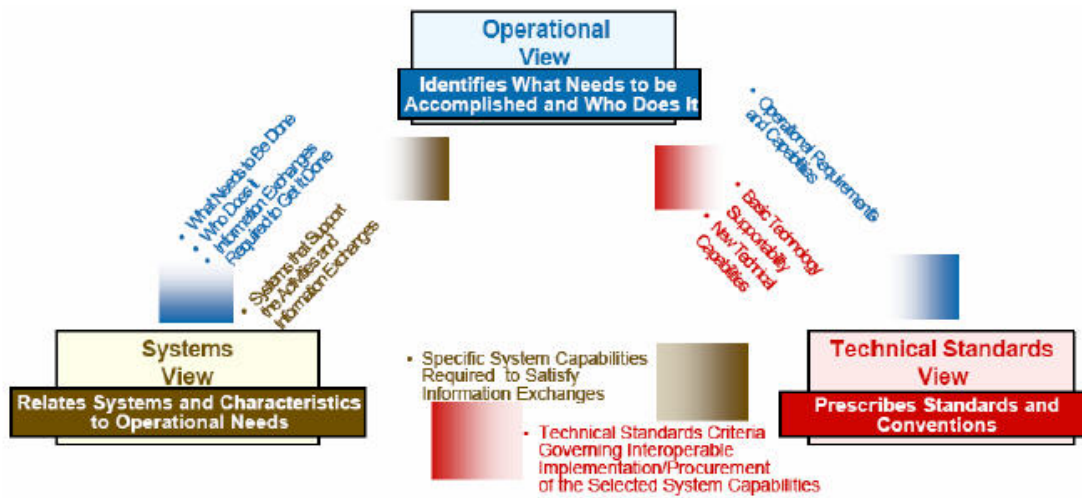 Operational
View
Identifies What Needs to be
Accomplished and Who Does It
• What Needs to Be Done
• Who Does It
• Information Exchanges
Required to Get It Done
• Systems that Support
the Activities and
Information Exchanges
• Operational Requirements
and Capabilities
• Basic Technology
Supportability
• New Technical
Capabilities
Systems
View
Relates Systems and Characteristics
to Operational Needs
• Specific System Capabilities
Required to Satisfy
Information Exchanges
• Technical Standards Criteria
Governing Interoperable
Implementation/Procurement
of the Selected System Capabilities
Technical Standards
View
Prescribes Standards and
Conventions